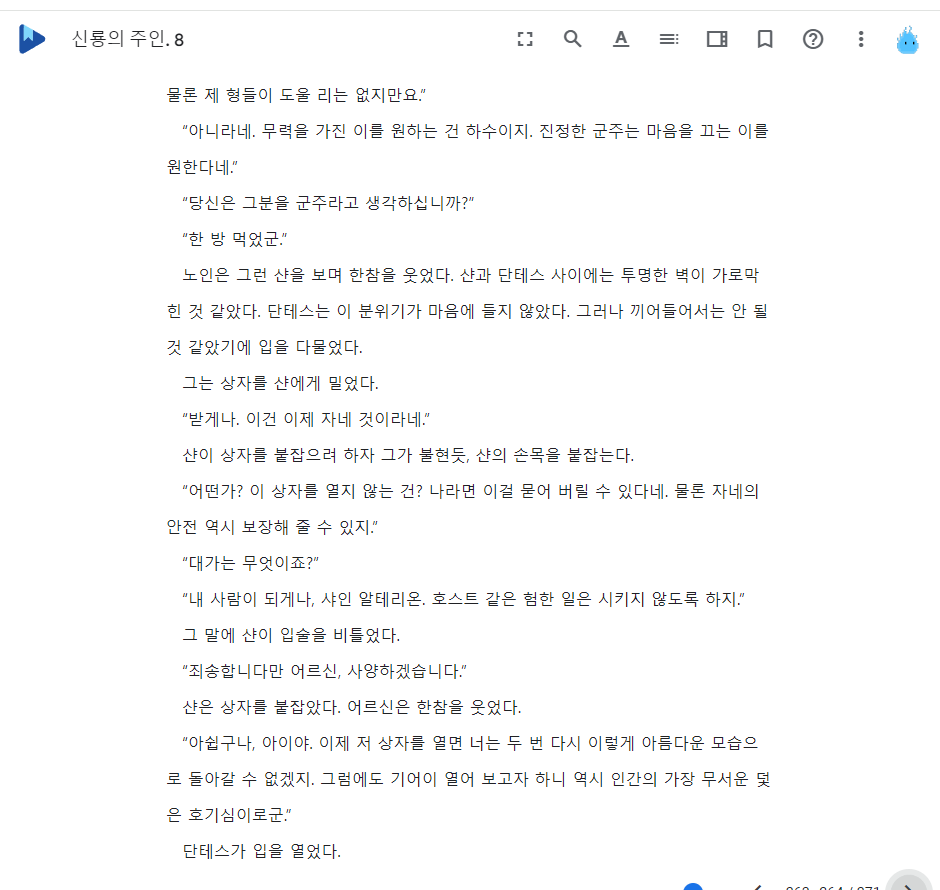 신룡의 주인. 8
물론 제 형들이 도울 리는 없지만요.”
“아니라네. 무력을 가진 이를 원하는 건 하수이지. 진정한 군주는 마음을 끄는 이를
원한다네.”
“당신은 그분을 군주라고 생각하십니까?”
“한 방 먹었군.”
노인은 그런 샨을 보며 한참을 웃었다. 샨과 단테스 사이에는 투명한 벽이 가로막
힌 것 같았다. 단테스는 이 분위기가 마음에 들지 않았다. 그러나 끼어들어서는 안 될
것 같았기에 입을 다물었다.
그는 상자를 샨에게 밀었다.
“받게나. 이건 이제 자네 것이라네.”
샨이 상자를 붙잡으려 하자 그가 불현듯, 샨의 손목을 붙잡는다.
“어떤가? 이 상자를 열지 않는 건? 나라면 이걸 묻어 버릴 수 있다네. 물론 자네의
안전 역시 보장해 줄 수 있지.”
“대가는 무엇이죠?”
“내 사람이 되게나, 샤인 알테리온. 호스트 같은 험한 일은 시키지 않도록 하지.”
그 말에 샨이 입술을 비틀었다.
“죄송합니다만 어르신, 사양하겠습니다.”
샨은 상자를 붙잡았다. 어르신은 한참을 웃었다.
“아쉽구나, 아이야. 이제 저 상자를 열면 너는 두 번 다시 이렇게 아름다운 모습으
로 돌아갈 수 없겠지. 그럼에도 기어이 열어 보고자 하니 역시 인간의 가장 무서운 덫
은 호기심이로군.”
단테스가 입을 열었다.